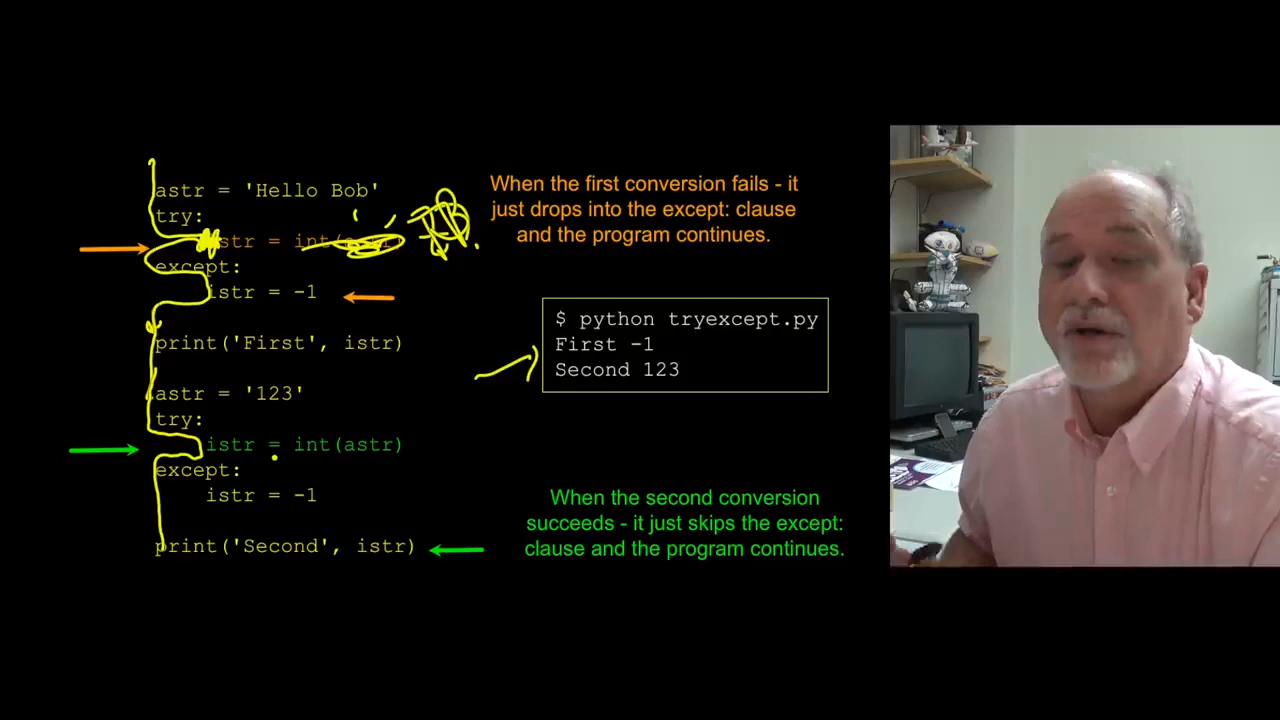 astr = 'Hello Bob'
try:
istr = int(astr)
except:
istr = -1
print('First', istr)
astr = '123'
try:
istr = int(astr)
except:
istr = -1
print('Second', istr)
When the first conversion fails - it
just drops into the except: clause
and the program continues.
$ python tryexcept.py
First -1
Second 123
When the second conversion
succeeds - it just skips the except:
clause and the program continues.